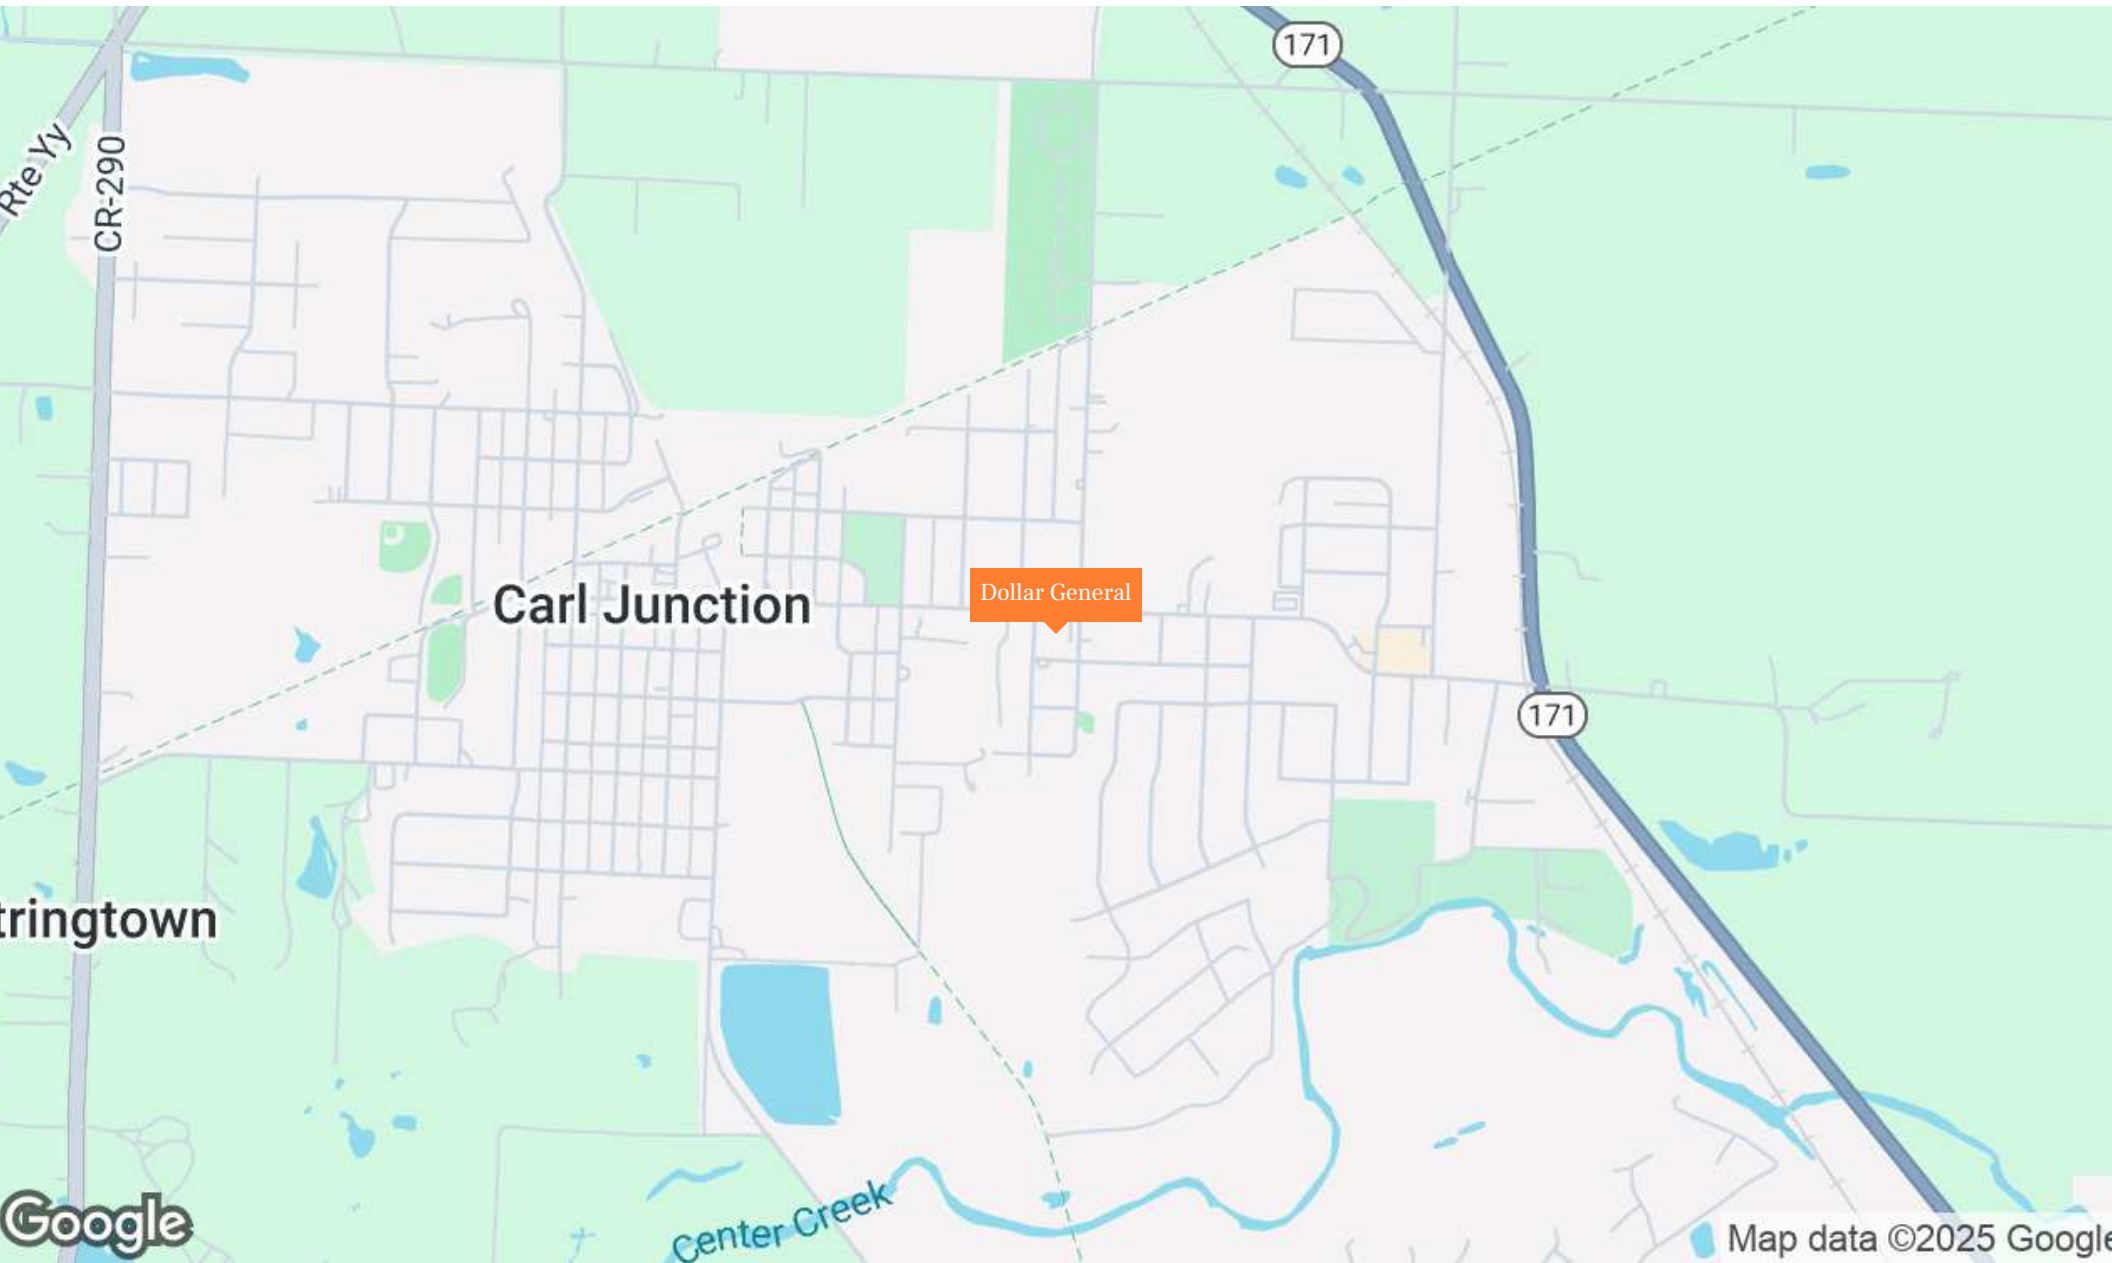 171
Rte Yy
CR-290
Dollar General
Carl Junction
171
tringtown
Center Creek
Google
Map data ©2025 Google